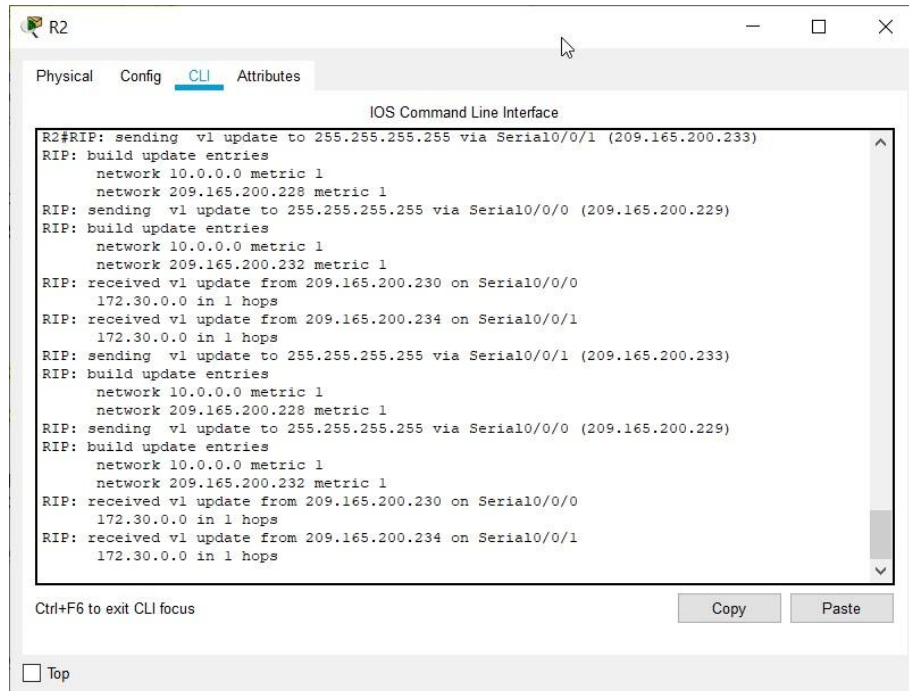 R2
Physical Config CLI Attributes
IOS Command Line Interface
R2#RIP: sending  v1 update to 255.255.255.255 via Serial0/0/1 (209.165.200.233)
RIP: build update entries
      network 10.0.0.0 metric 1
      network 209.165.200.228 metric 1
RIP: sending  v1 update to 255.255.255.255 via Serial0/0/0 (209.165.200.229)
RIP: build update entries
      network 10.0.0.0 metric 1
      network 209.165.200.232 metric 1
RIP: received v1 update from 209.165.200.230 on Serial0/0/0
      172.30.0.0 in 1 hops
RIP: received v1 update from 209.165.200.234 on Serial0/0/1
      172.30.0.0 in 1 hops
RIP: sending  v1 update to 255.255.255.255 via Serial0/0/1 (209.165.200.233)
RIP: build update entries
      network 10.0.0.0 metric 1
      network 209.165.200.228 metric 1
RIP: sending  v1 update to 255.255.255.255 via Serial0/0/0 (209.165.200.229)
RIP: build update entries
      network 10.0.0.0 metric 1
      network 209.165.200.232 metric 1
RIP: received v1 update from 209.165.200.230 on Serial0/0/0
      172.30.0.0 in 1 hops
RIP: received v1 update from 209.165.200.234 on Serial0/0/1
      172.30.0.0 in 1 hops
Ctrl+F6 to exit CLI focus Copy Paste
Top